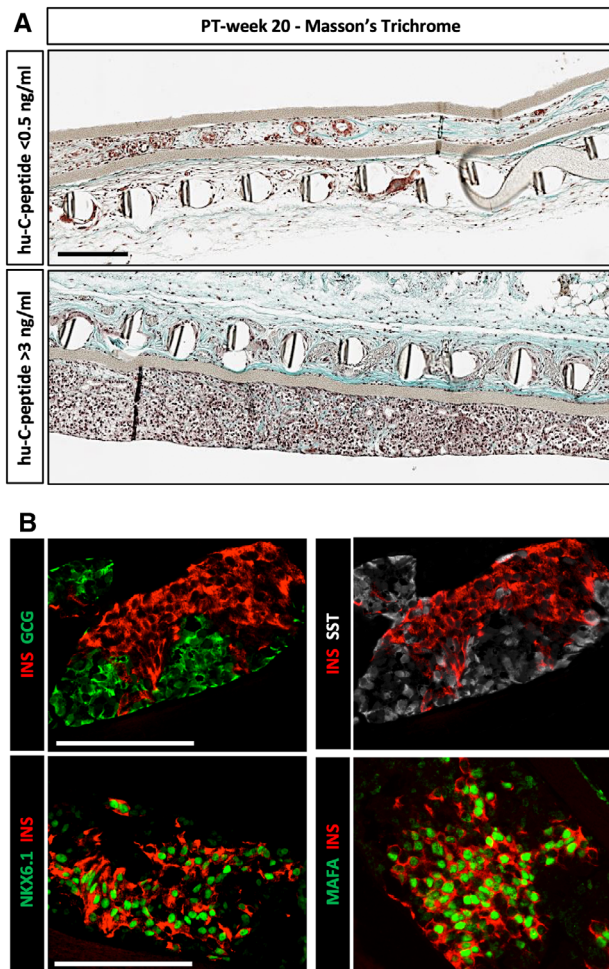 A
PT-week 20 - Masson's Trichrome
hu-C-peptide <0.5 ng/ml
hu-C-peptide >3 ng/ml
B
INS GCG
INS SST
NKX6.1 INS
MAFA INS